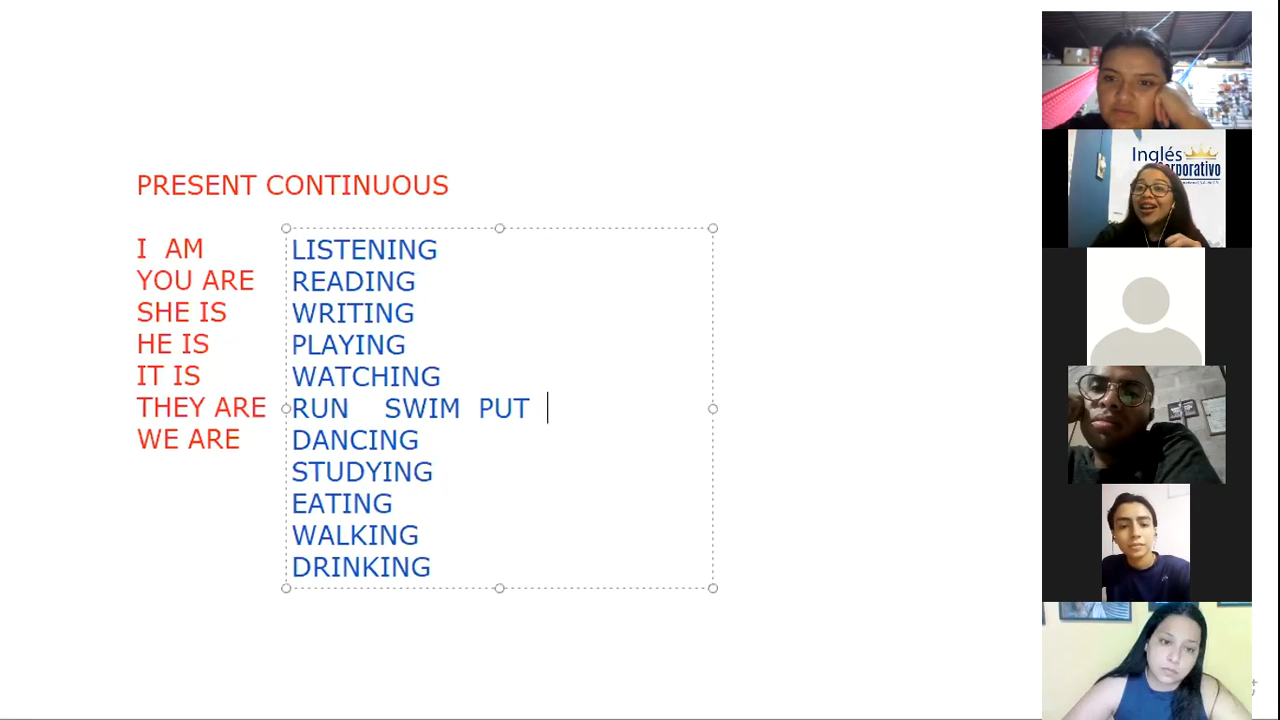 PRESENT CONTINUOUS
I AM
YOU ARE
SHE IS
HE IS
IT IS
THEY ARE
WE ARE
LISTENING
READING
WRITING
PLAYING
WATCHING
RUN SWIM PUT
DANCING
STUDYING
EATING
WALKING
DRINKING
Inglés
Corporativo